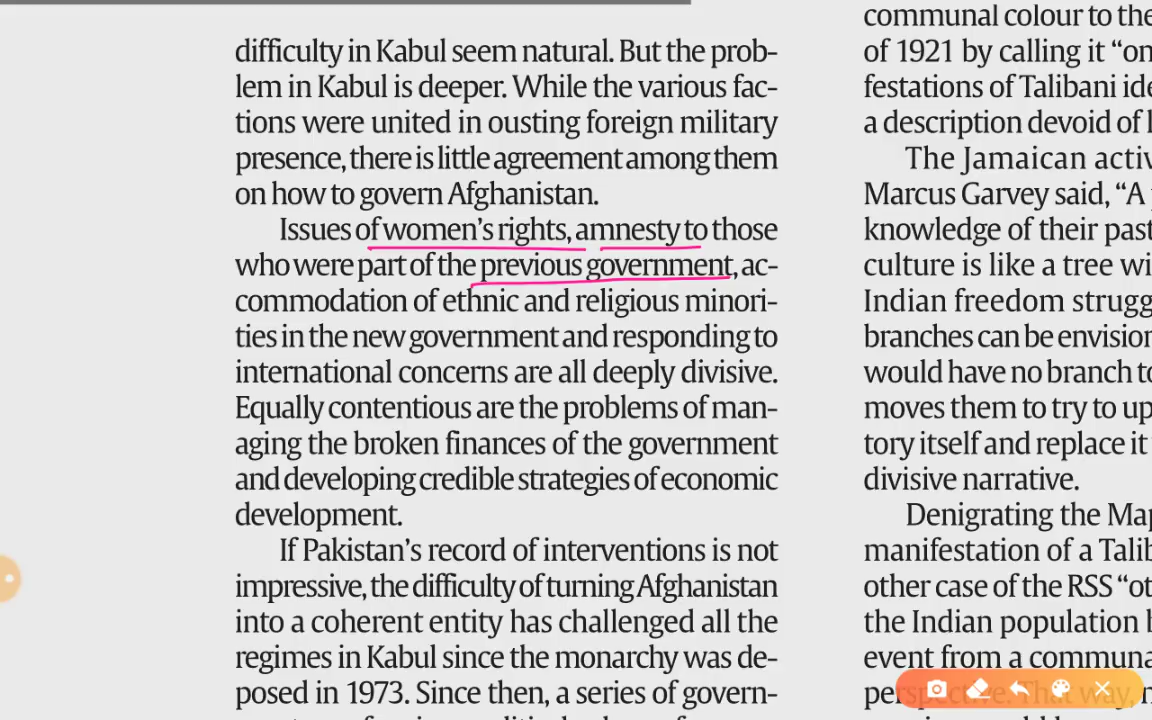 difficulty in Kabul seem natural. But the prob-
lem in Kabul is deeper. While the various fac-
tions were united in ousting foreign military
presence, there is little agreement among them
on how to govern Afghanistan.
Issues of women's rights, amnesty to those
who were part of the previous government, ac-
commodation of ethnic and religious minori-
ties in the new government and responding to
international concerns are all deeply divisive.
Equally contentious are the problems of man-
aging the broken finances of the government
and developing credible strategies of economic
development.
If Pakistan's record of interventions is not
impressive, the difficulty of turning Afghanistan
into a coherent entity has challenged all the
regimes in Kabul since the monarchy was de-
posed in 1973. Since then, a series of govern-
communal colour to the
of 1921 by calling it "on
festations of Talibani ide
a description devoid of
The Jamaican activ
Marcus Garvey said, "A
knowledge of their past
culture is like a tree wi
Indian freedom strugg
branches can be envision
would have no branch to
moves them to try to up
tory itself and replace it
divisive narrative.
Denigrating the Map
manifestation of a Talib
other case of the RSS "ot
the Indian population
event from a communa
perspective. That way,